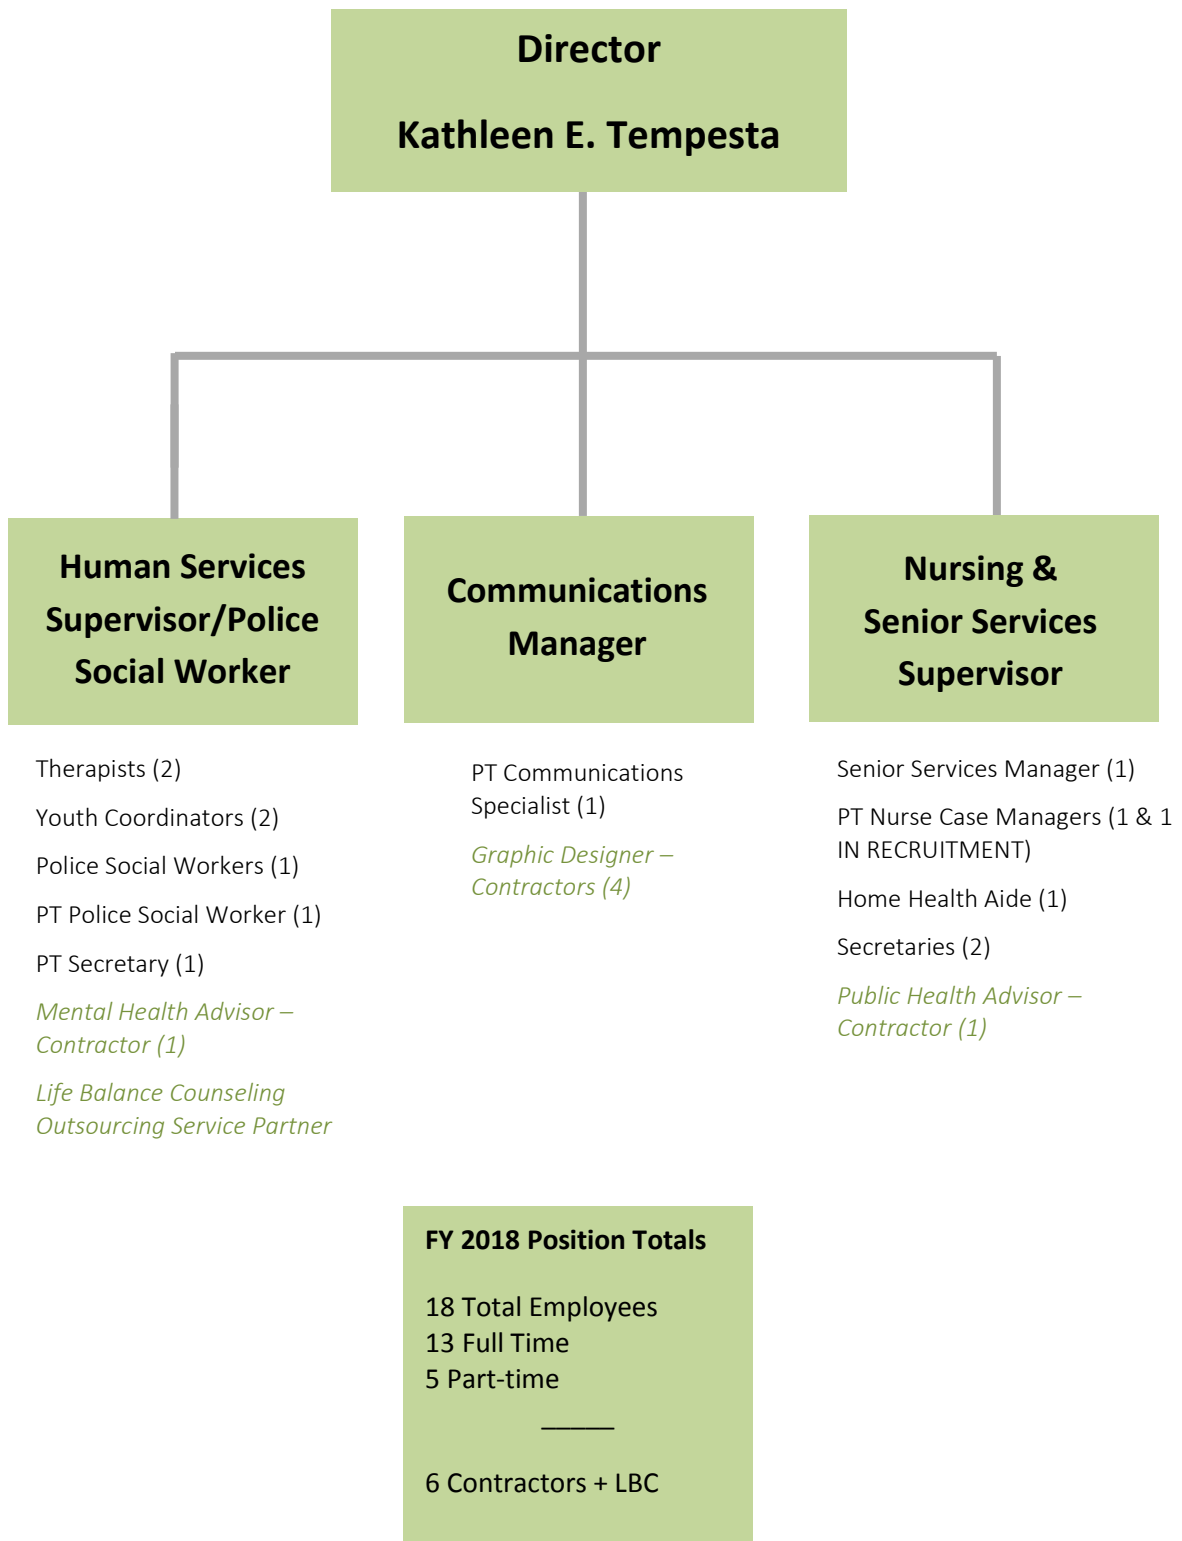 Director
Kathleen E. Tempesta
Human Services
Supervisor/Police
Social Worker
Communications
Manager
Nursing &
Senior Services
Supervisor
Therapists (2)
Youth Coordinators (2)
Police Social Workers (1)
PT Police Social Worker (1)
PT Secretary (1)
Mental Health Advisor –
Contractor (1)
Life Balance Counseling
Outsourcing Service Partner
PT Communications
Specialist (1)
Graphic Designer –
Contractors (4)
Senior Services Manager (1)
PT Nurse Case Managers (1 & 1
IN RECRUITMENT)
Home Health Aide (1)
Secretaries (2)
Public Health Advisor –
Contractor (1)
FY 2018 Position Totals
18 Total Employees
13 Full Time
5 Part-time
_____
6 Contractors + LBC